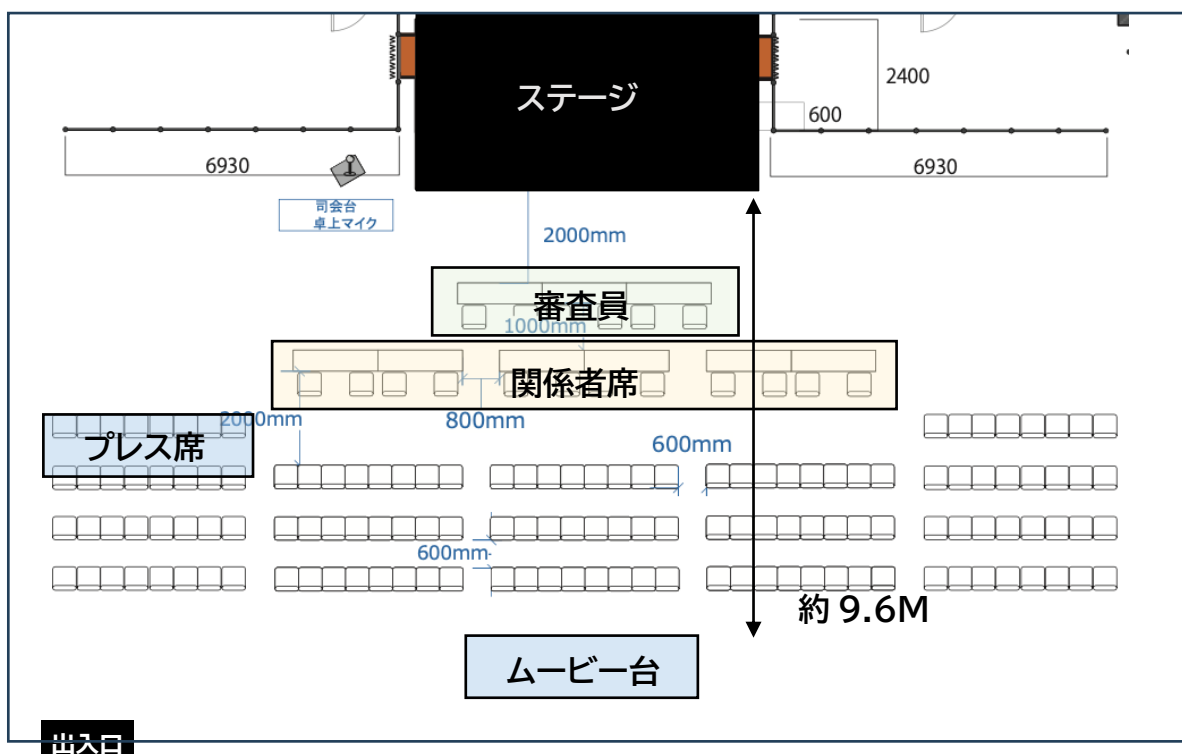 ステージ
2400
600
6930
6930
司会台
卓上マイク
2000mm
審査員
1000mm
関係者席
2000mm
800mm
プレス席
600mm
600mm
約 9.6M
ムービー台
出入口